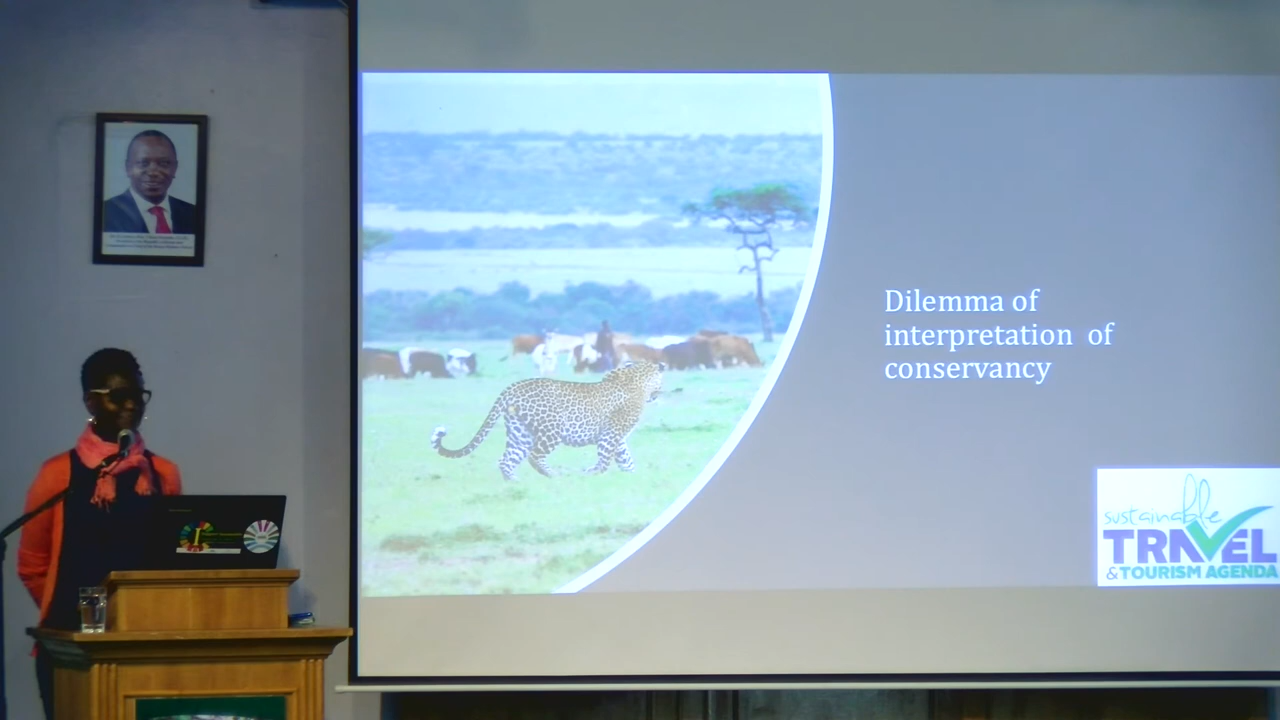 Dilemma of
interpretation of
conservancy
sustainable
TRAVEL
& TOURISM AGENDA